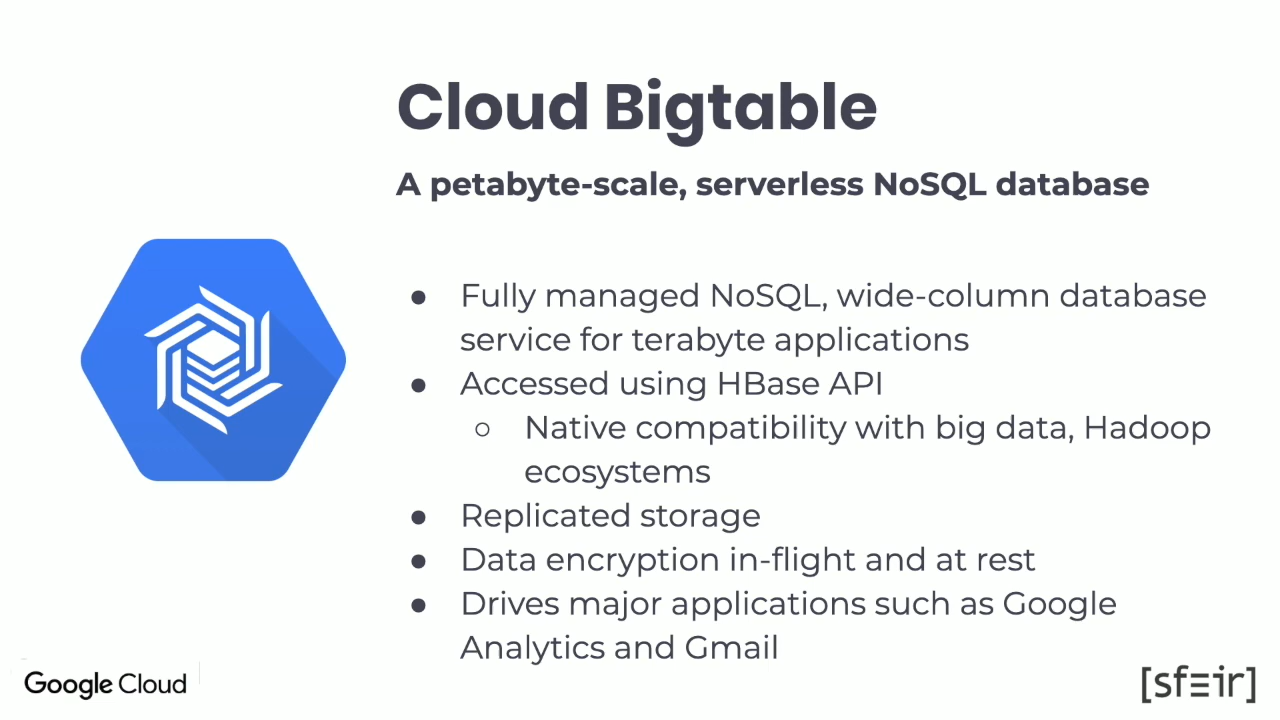 Cloud Bigtable
A petabyte-scale, serverless NoSQL database
● Fully managed NoSQL, wide-column database
service for terabyte applications
● Accessed using HBase API
○ Native compatibility with big data, Hadoop
ecosystems
● Replicated storage
● Data encryption in-flight and at rest
● Drives major applications such as Google
Analytics and Gmail
Google Cloud
[sfeir]